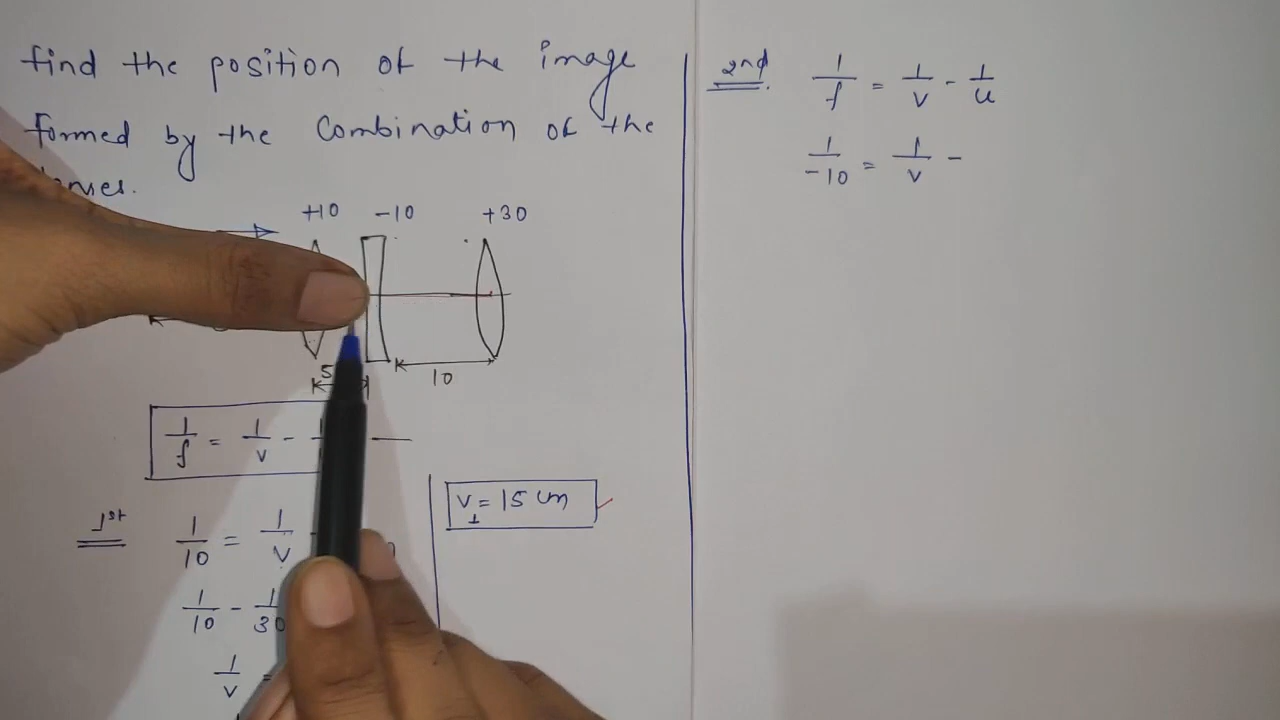 find the position of the image
formed by the Combination of the
lenses.
+10 -10 +30
5
10
1/f = 1/v -
1st 1/10 = 1/v
1/10 - 1/30
1/v =
v₁ = 15 cm
2nd. 1/f = 1/v - 1/u
1/-10 = 1/v -